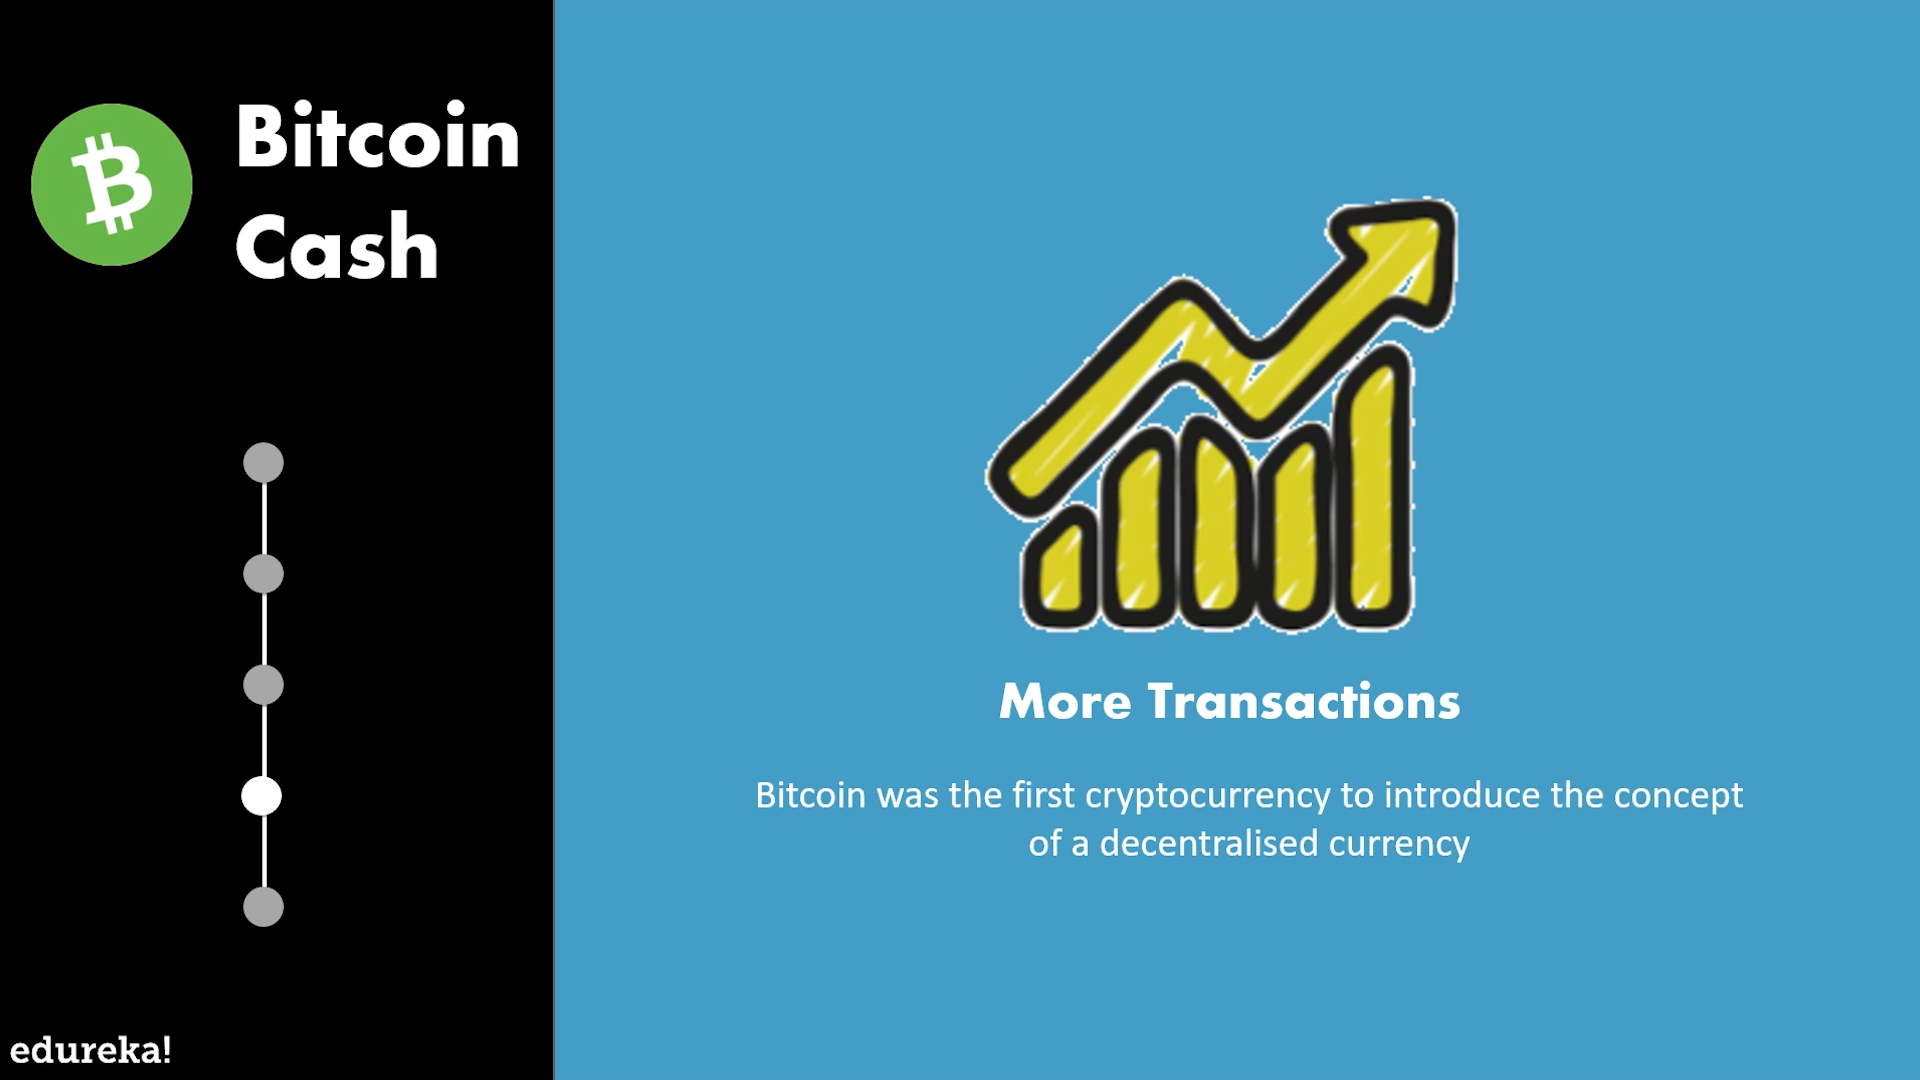 Bitcoin
Cash
More Transactions
Bitcoin was the first cryptocurrency to introduce the concept
of a decentralised currency
edureka!